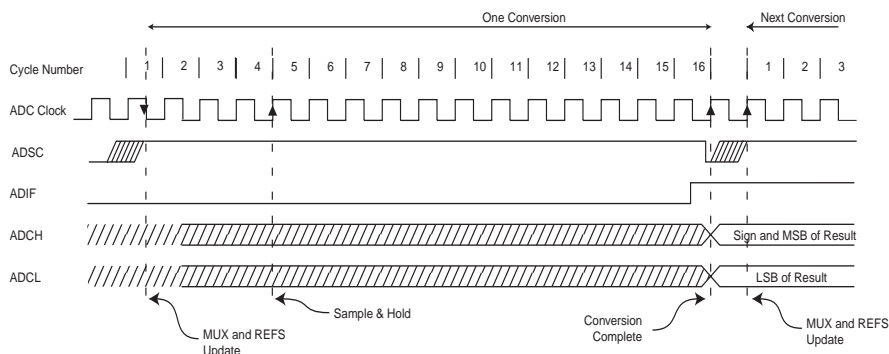 One Conversion
Next Conversion
Cycle Number
1 2 3 4 5 6 7 8 9 10 11 12 13 14 15 16 1 2 3
ADC Clock
ADSC
ADIF
ADCH
Sign and MSB of Result
ADCL
LSB of Result
MUX and REFS
Update
Sample & Hold
Conversion
Complete
MUX and REFS
Update